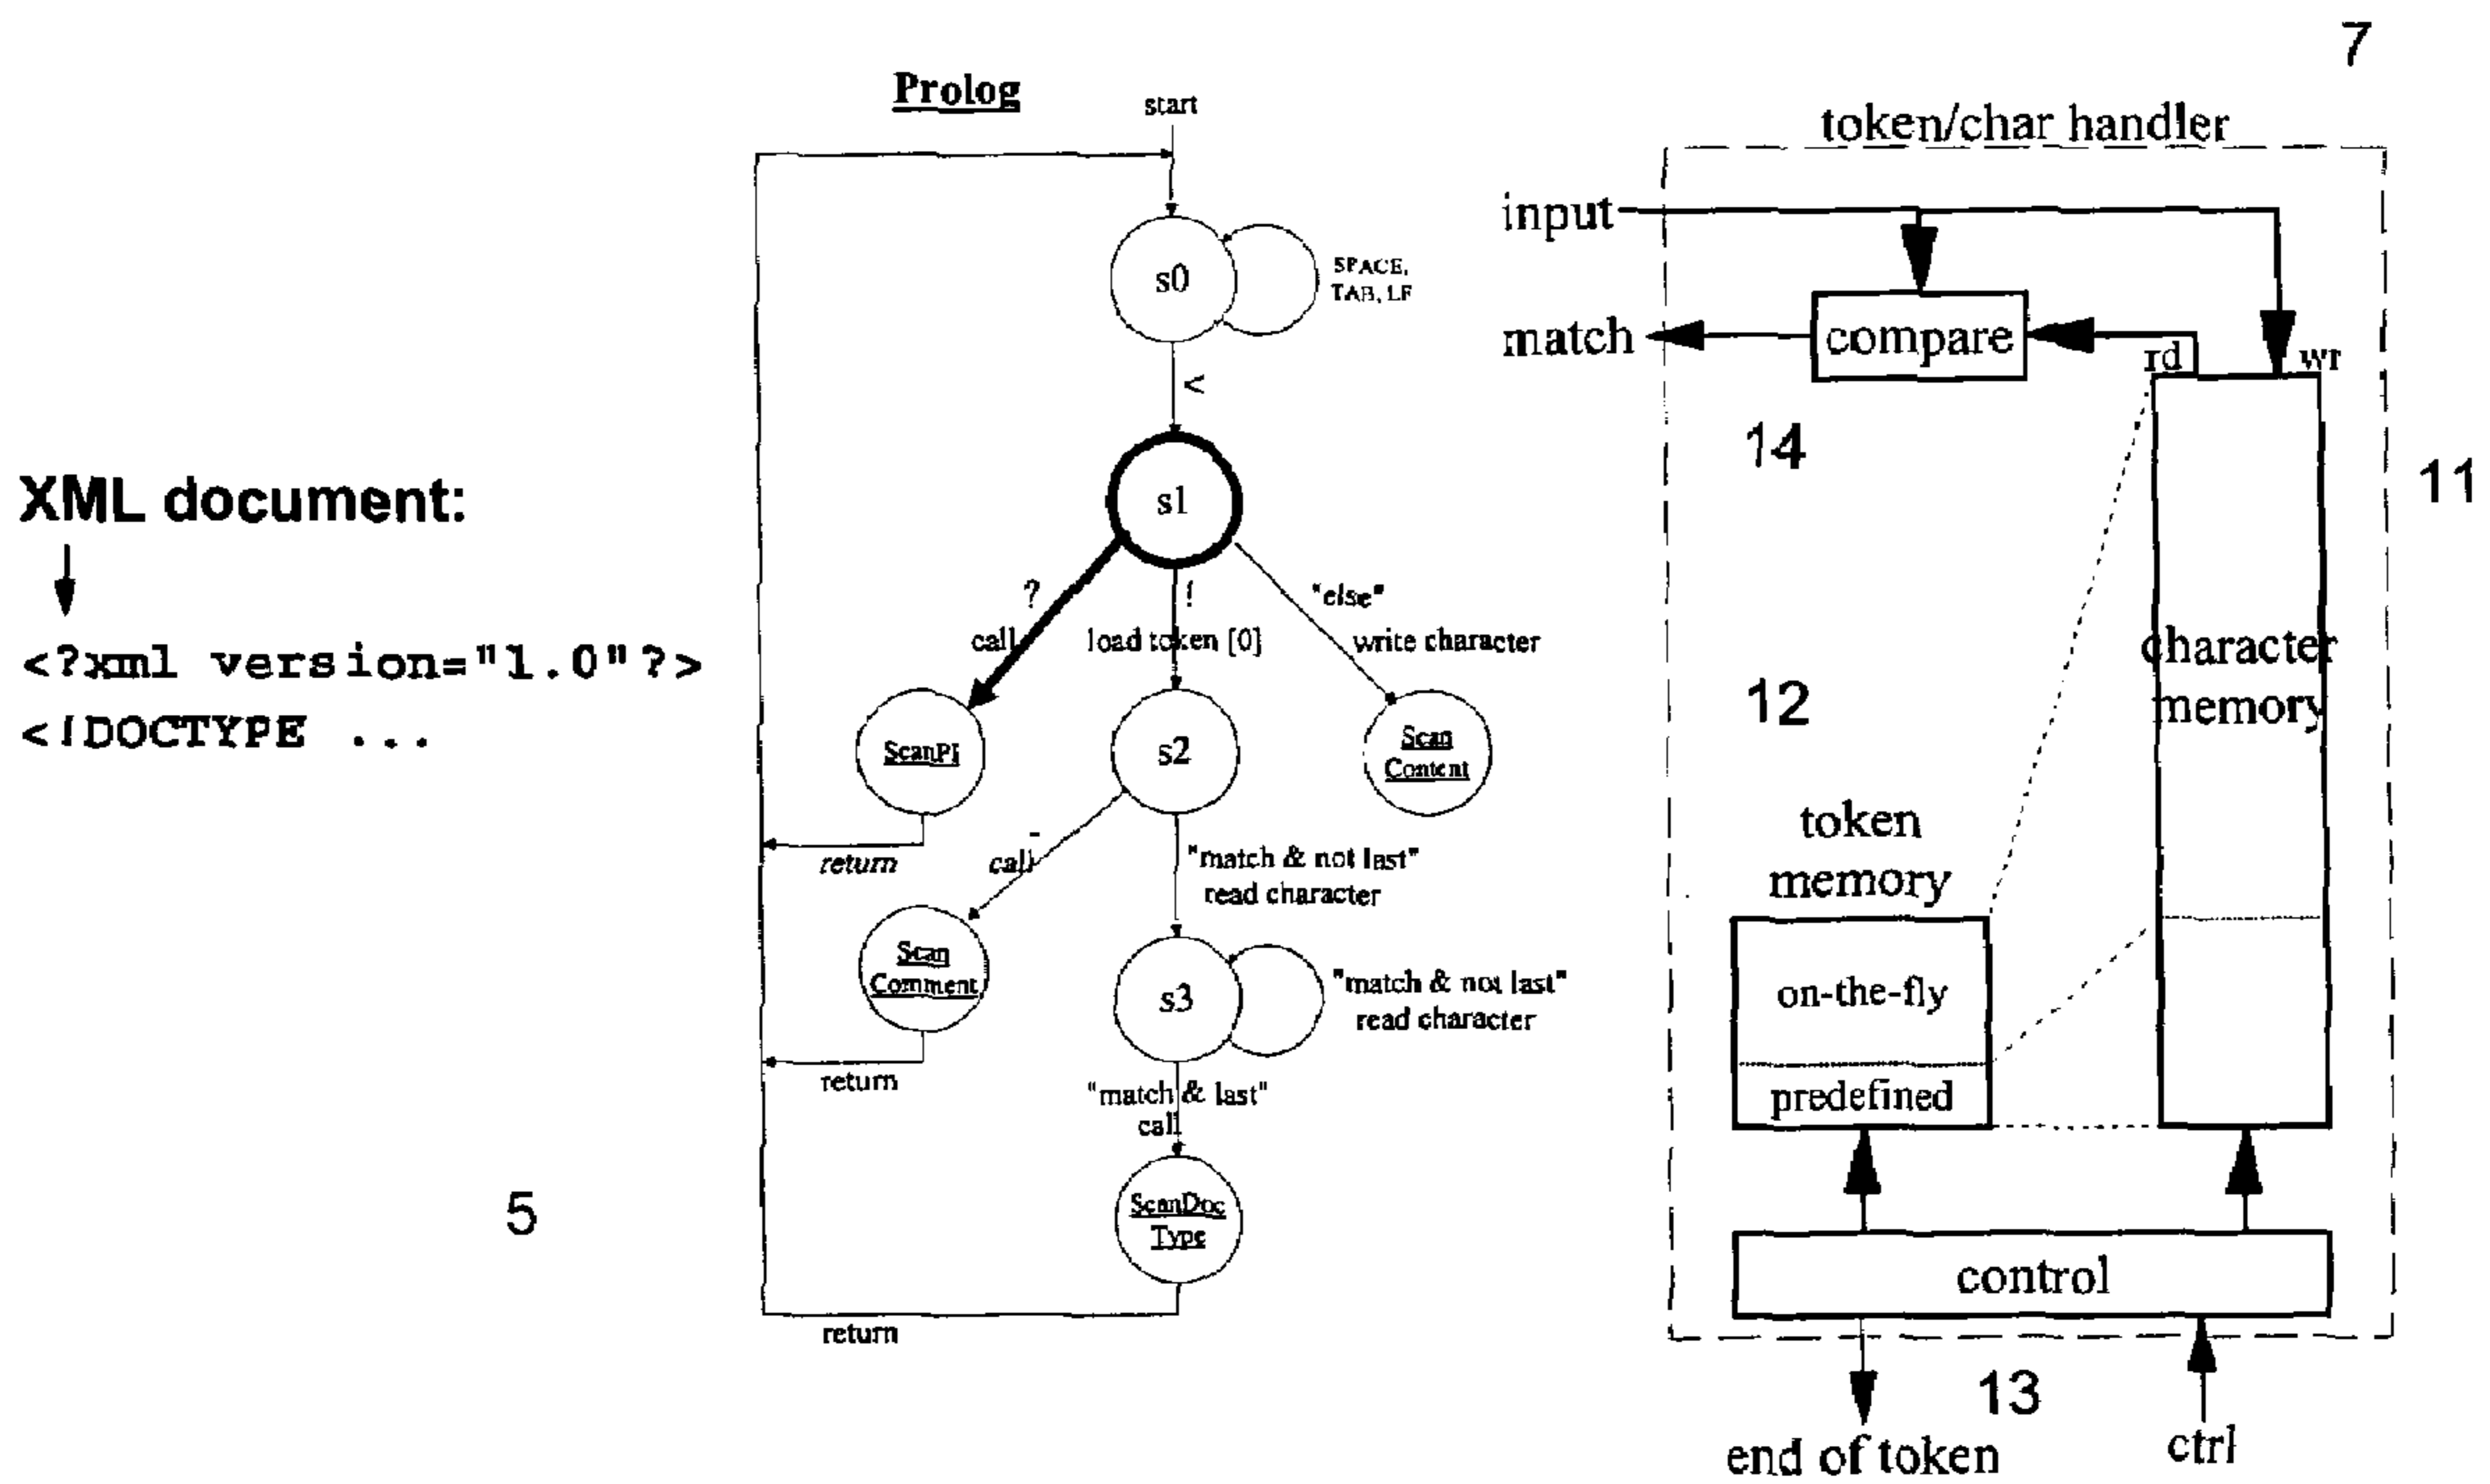 XML document:
<?xml version="1.0"?>
<!DOCTYPE ...
5
Prolog
start
s0
SPACE,
TAB, LF
<
s1
?
call
!
load token [0]
"else"
write character
ScanPI
s2
Scan
Content
return
-
call
"match & not last"
read character
Scan
Comment
s3
"match & not last"
read character
return
"match & last"
call
ScanDoc
Type
return
7
token/char handler
input
match
compare
rd
wr
14
11
character
memory
12
token
memory
on-the-fly
predefined
control
13
end of token
ctrl